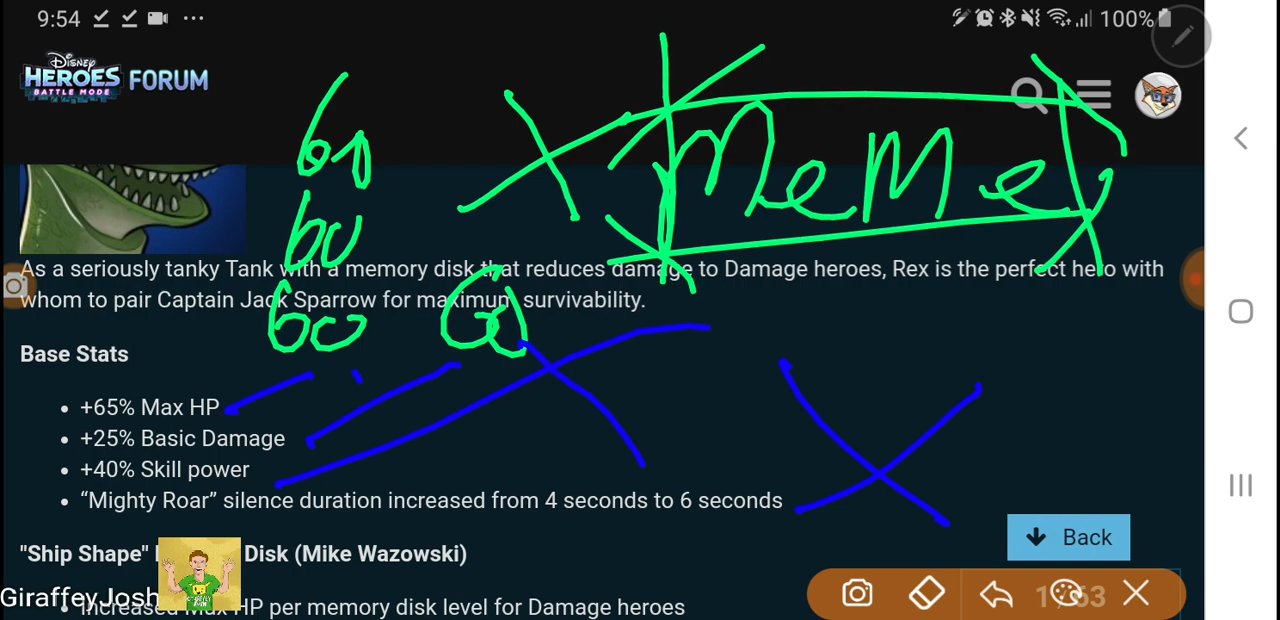 9:54 100%
Disney HEROES BATTLE MODE FORUM
MeMe
60
60
60
As a seriously tanky Tank with a memory disk that reduces damage to Damage heroes, Rex is the perfect hero with
whom to pair Captain Jack Sparrow for maximum survivability.
Base Stats
+65% Max HP
+25% Basic Damage
+40% Skill power
“Mighty Roar” silence duration increased from 4 seconds to 6 seconds
Back
"Ship Shape" Disk (Mike Wazowski)
GiraffeyJosh
Increased Max HP per memory disk level for Damage heroes